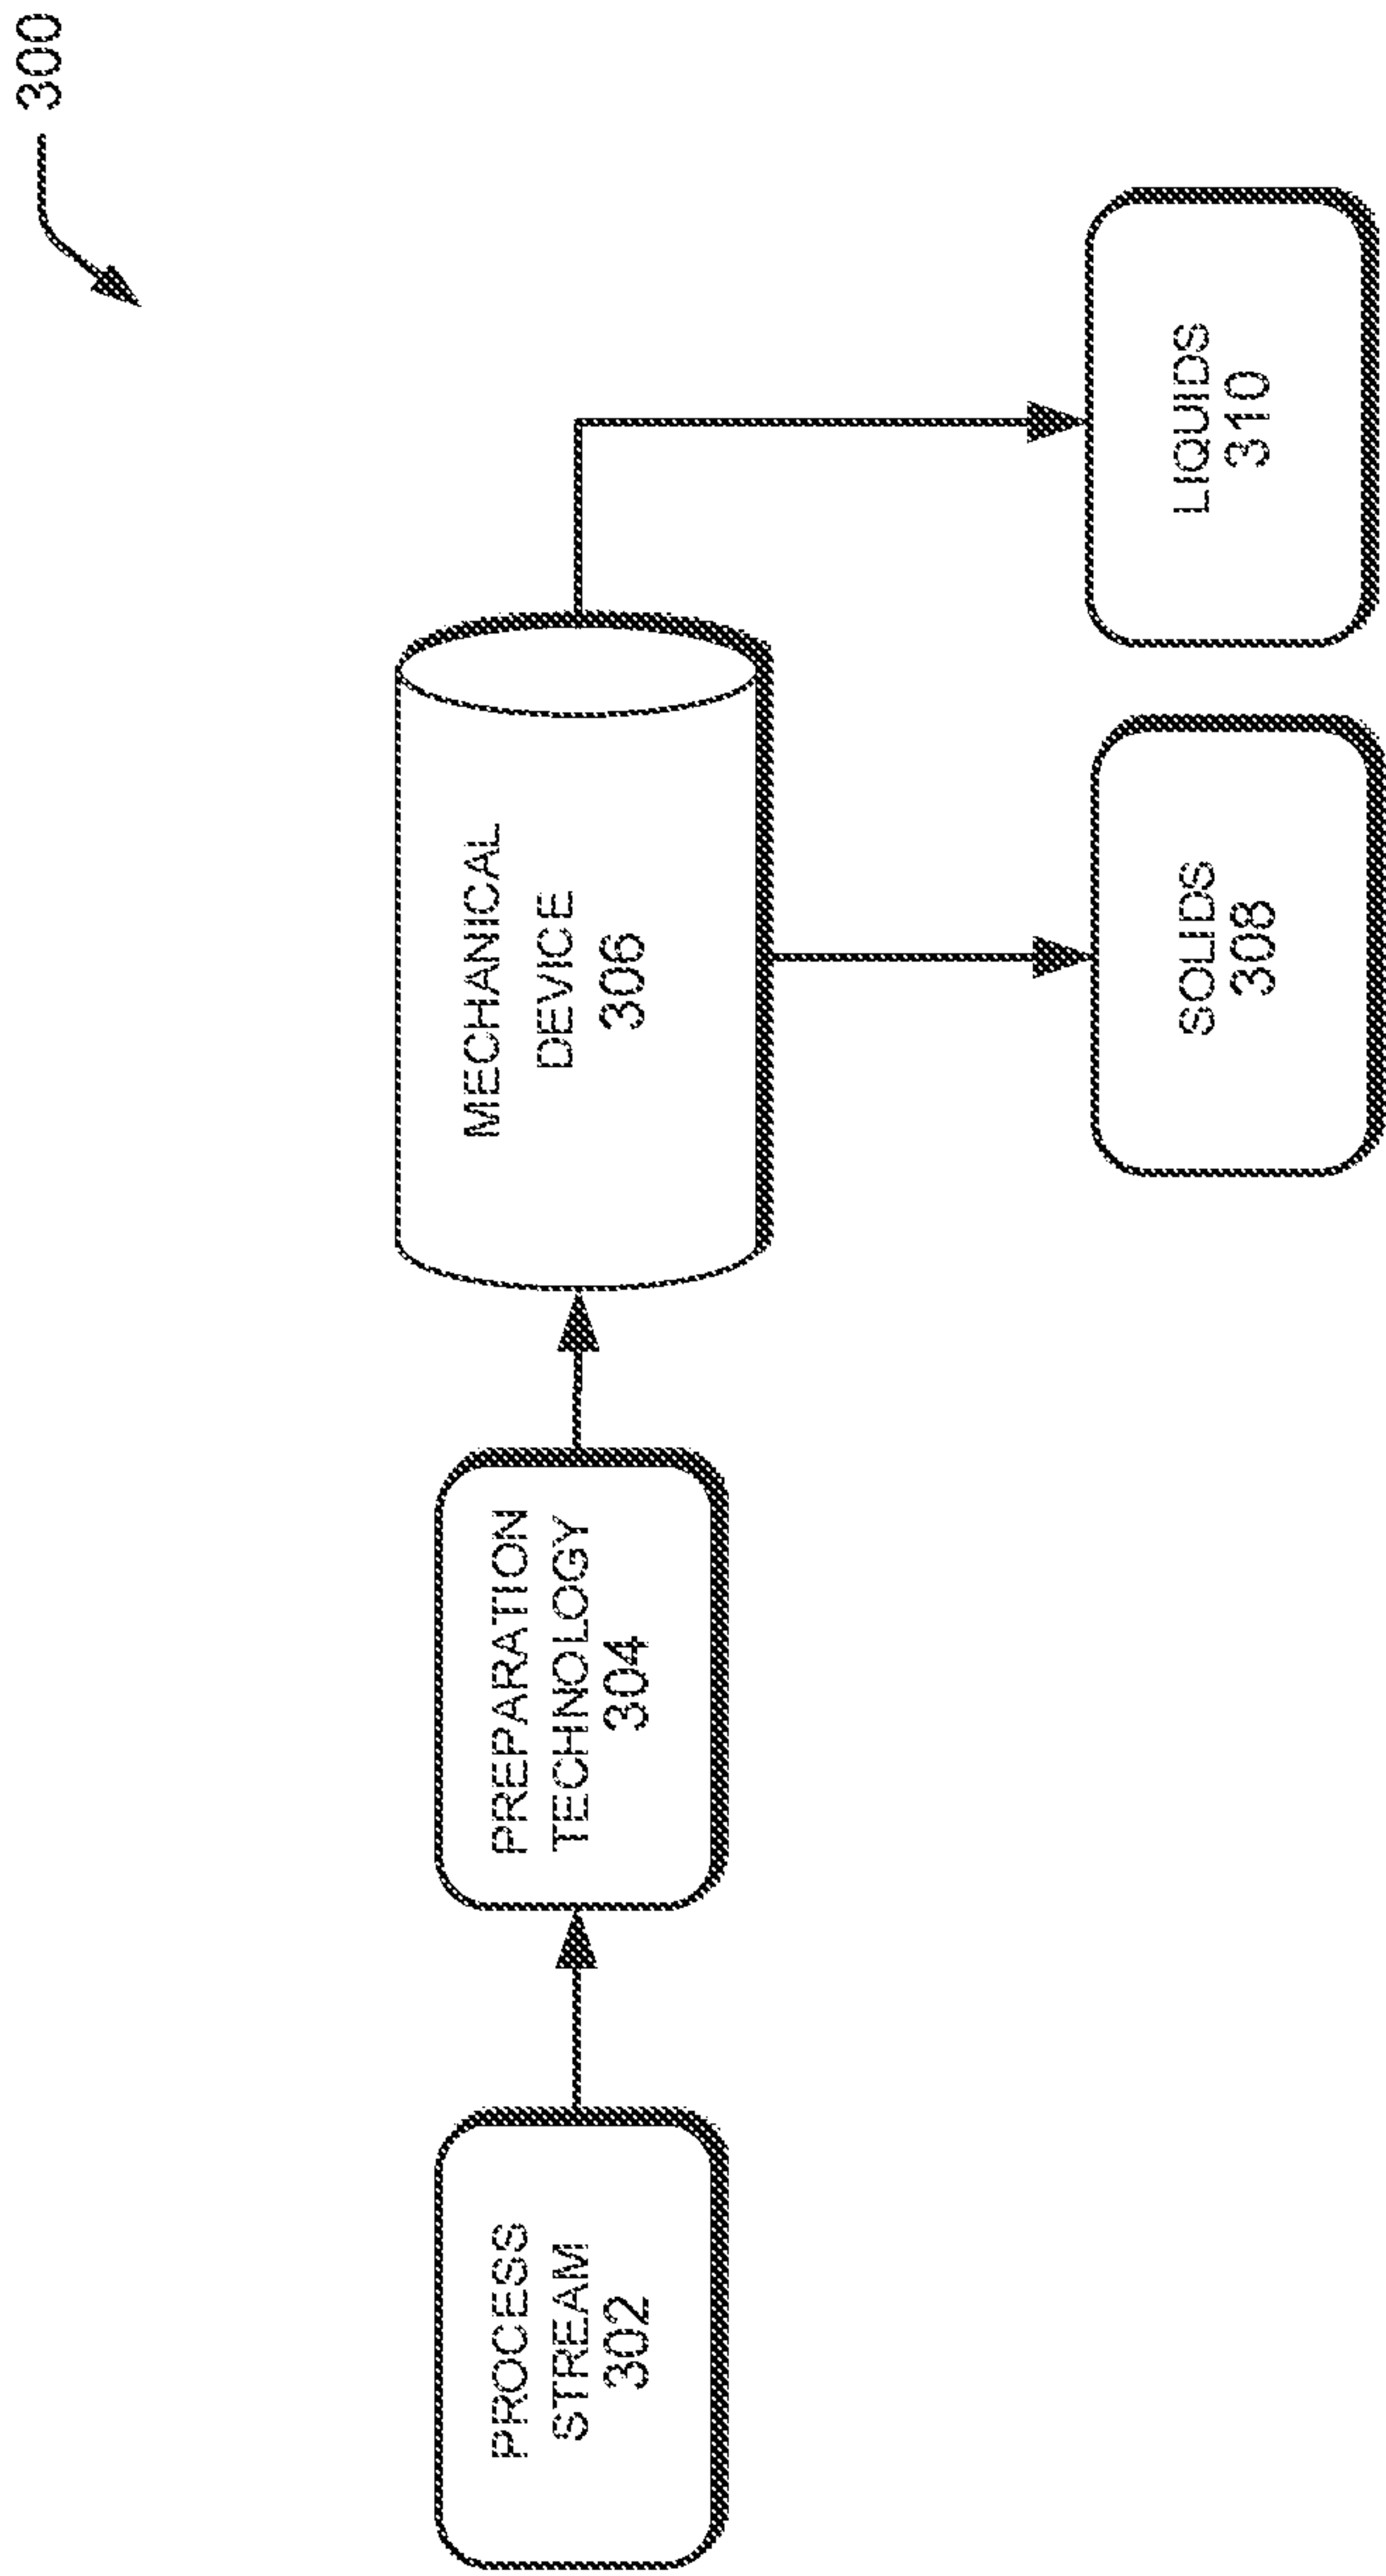 300
PROCESS
STREAM
302
PREPARATION
TECHNOLOGY
304
MECHANICAL
DEVICE
306
SOLIDS
308
LIQUIDS
310